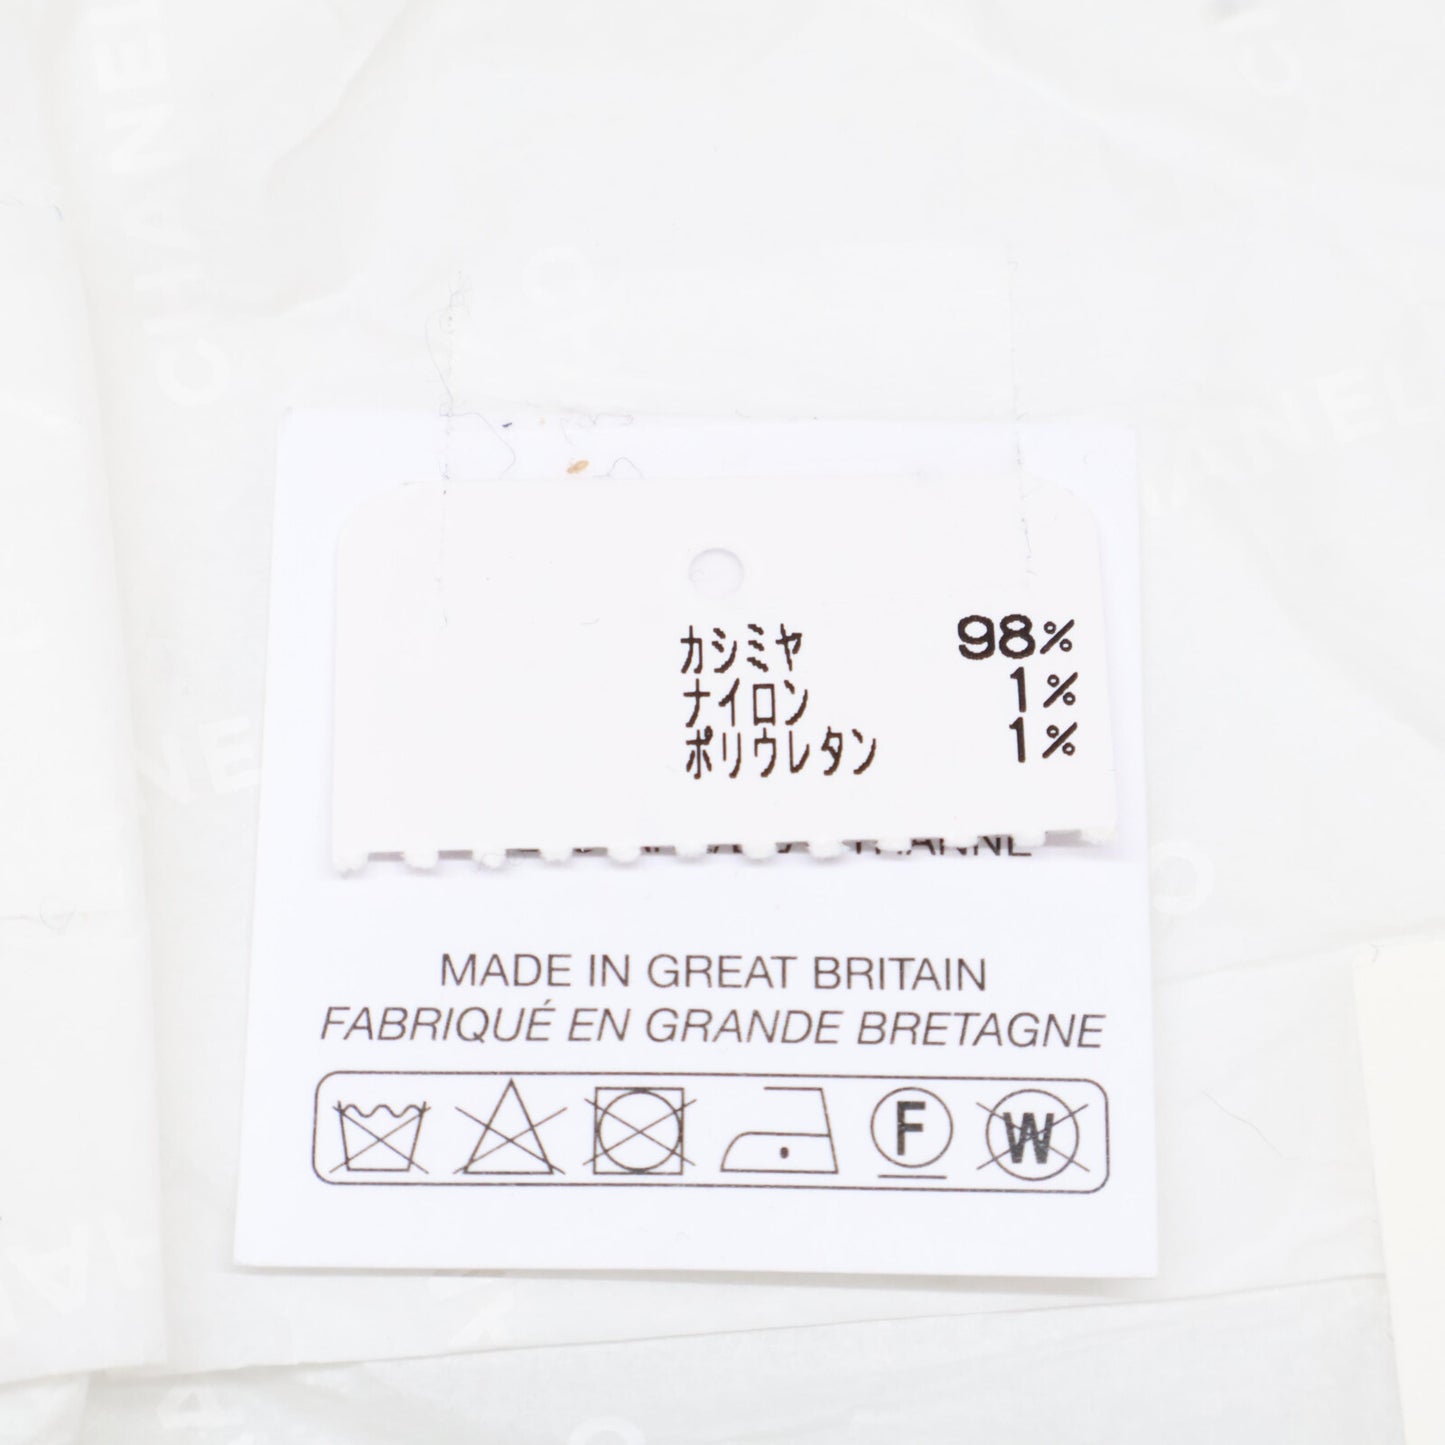 CHANEL
カシミヤ 98%
ナイロン 1%
ポリウレタン 1%
MADE IN GREAT BRITAIN
FABRIQUÉ EN GRANDE BRETAGNE
F W